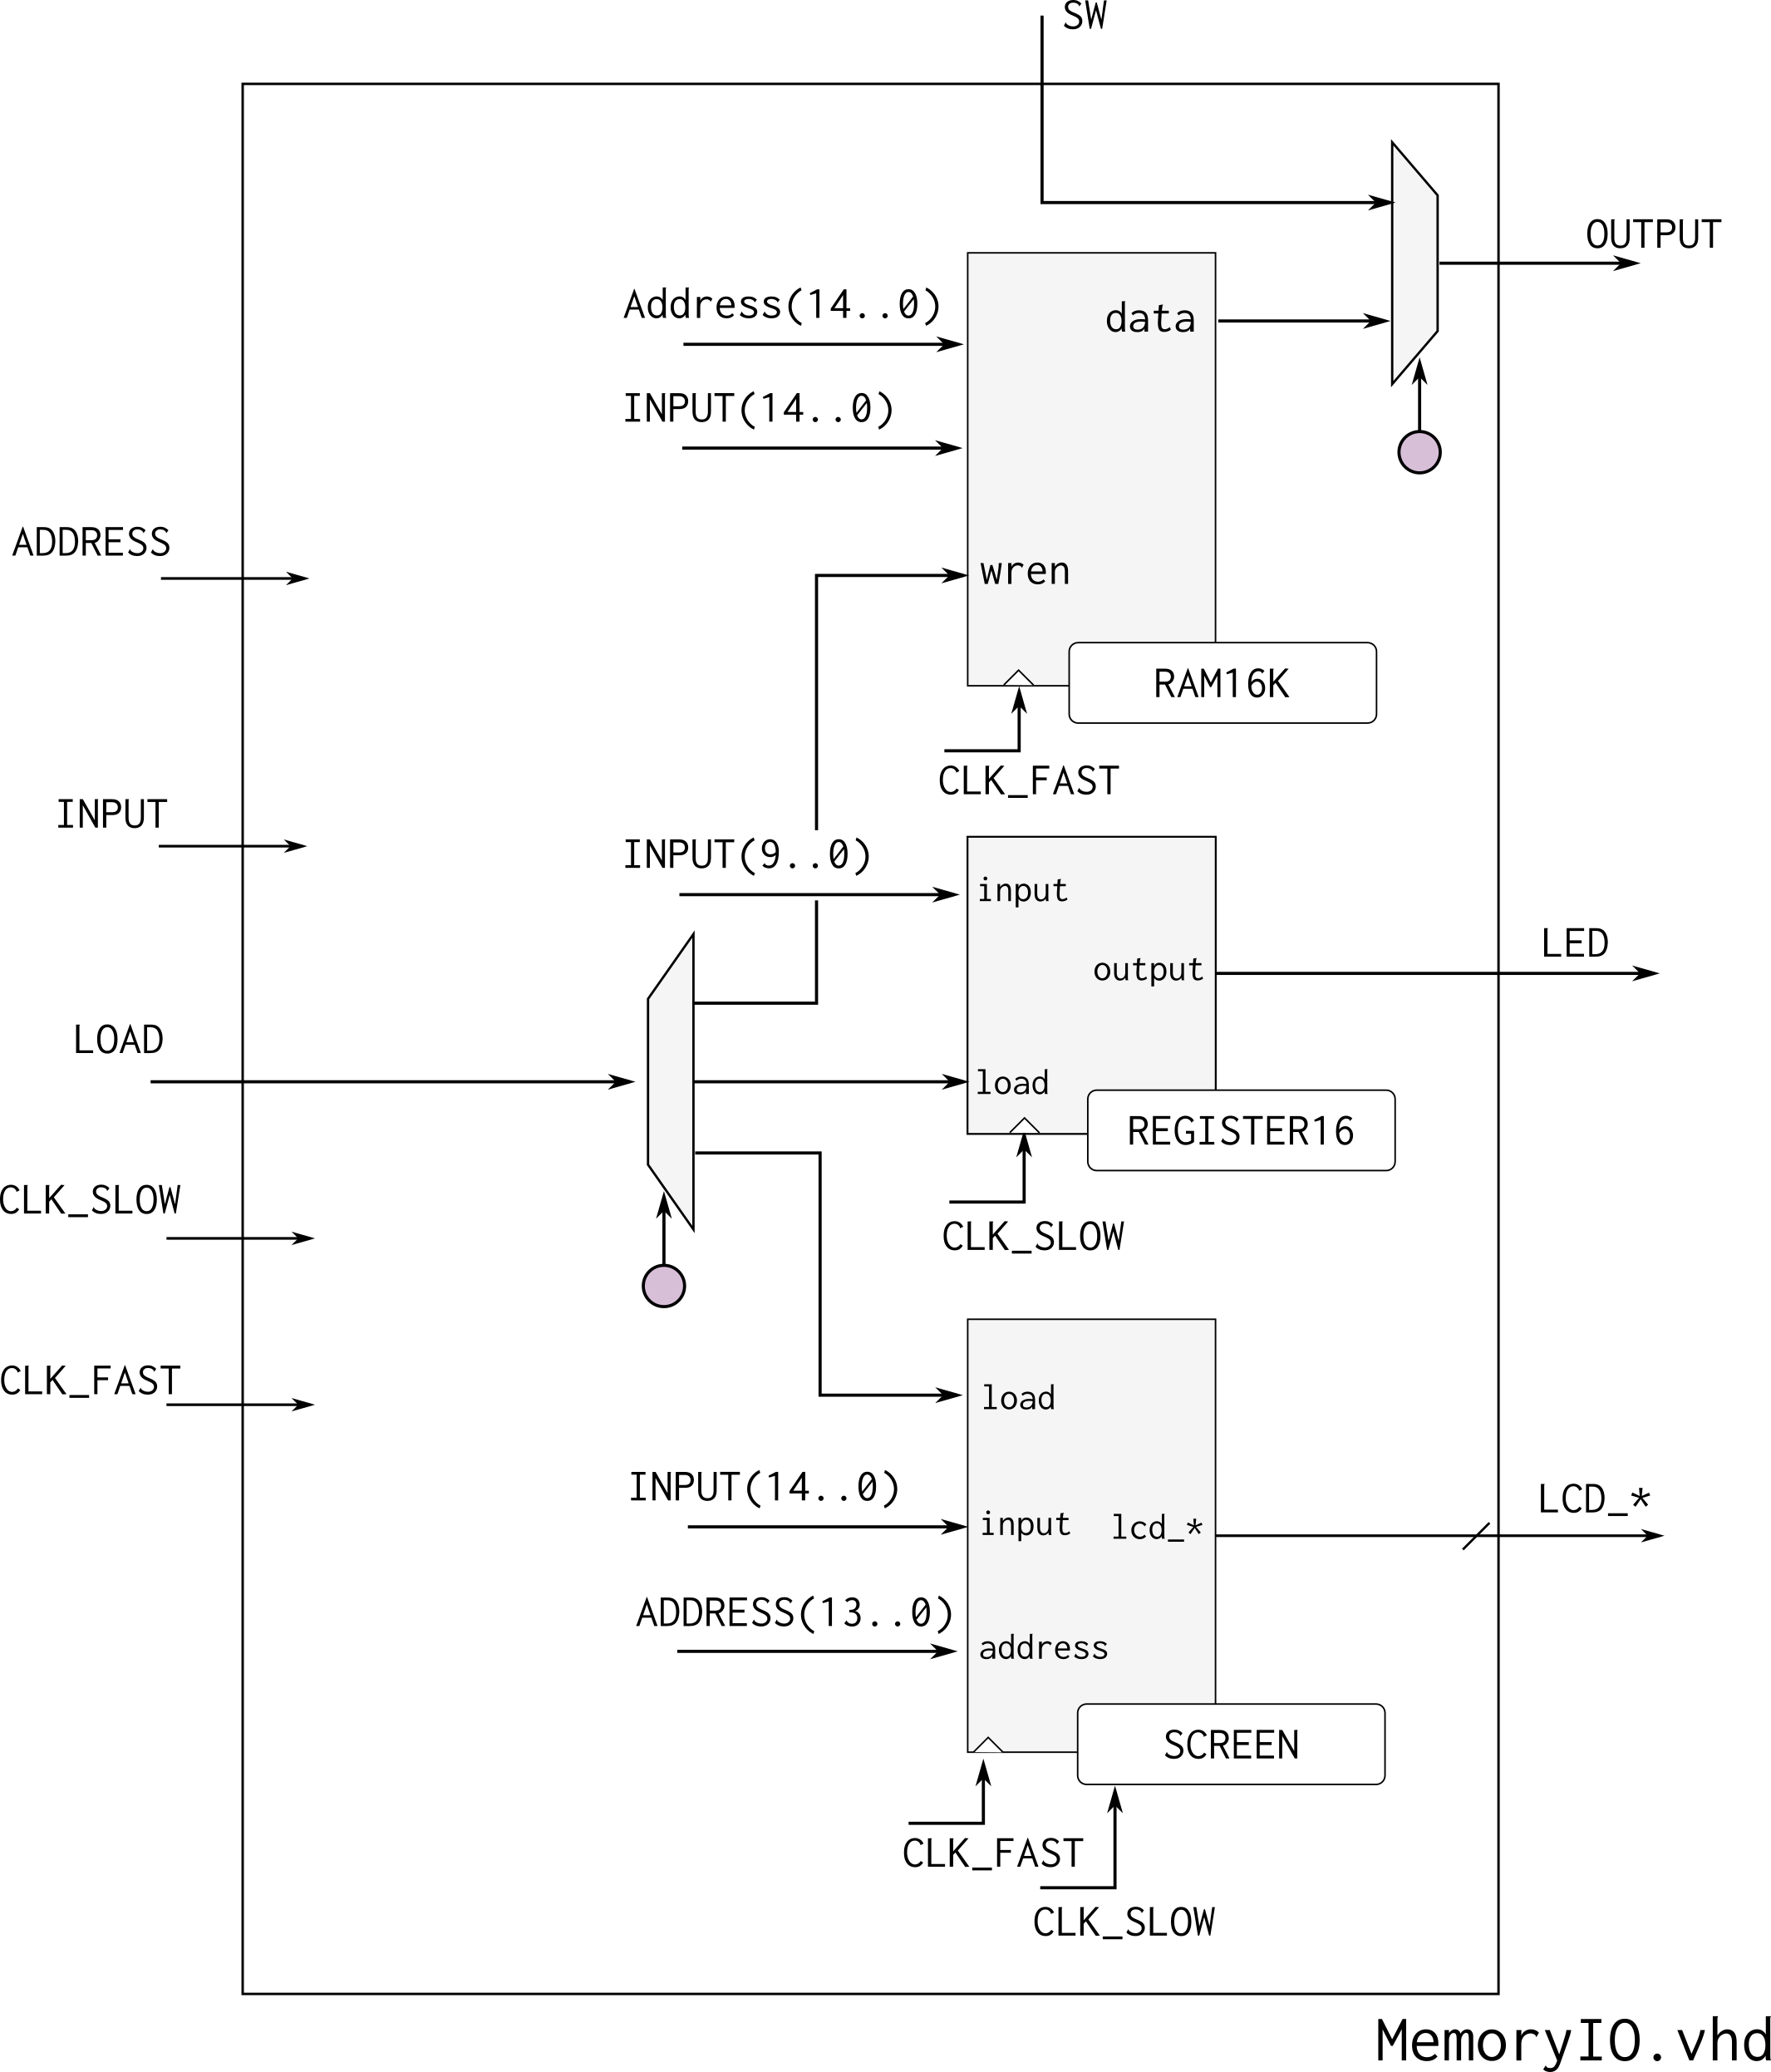 SW
OUTPUT
Address(14..0)
data
INPUT(14..0)
ADDRESS
wren
RAM16K
CLK_FAST
INPUT
INPUT(9..0)
input
LED
output
LOAD
load
REGISTER16
CLK_SLOW
CLK_SLOW
CLK_FAST
load
INPUT(14..0)
LCD_*
input
lcd_*
ADDRESS(13..0)
address
SCREEN
CLK_FAST
CLK_SLOW
MemoryIO.vhd